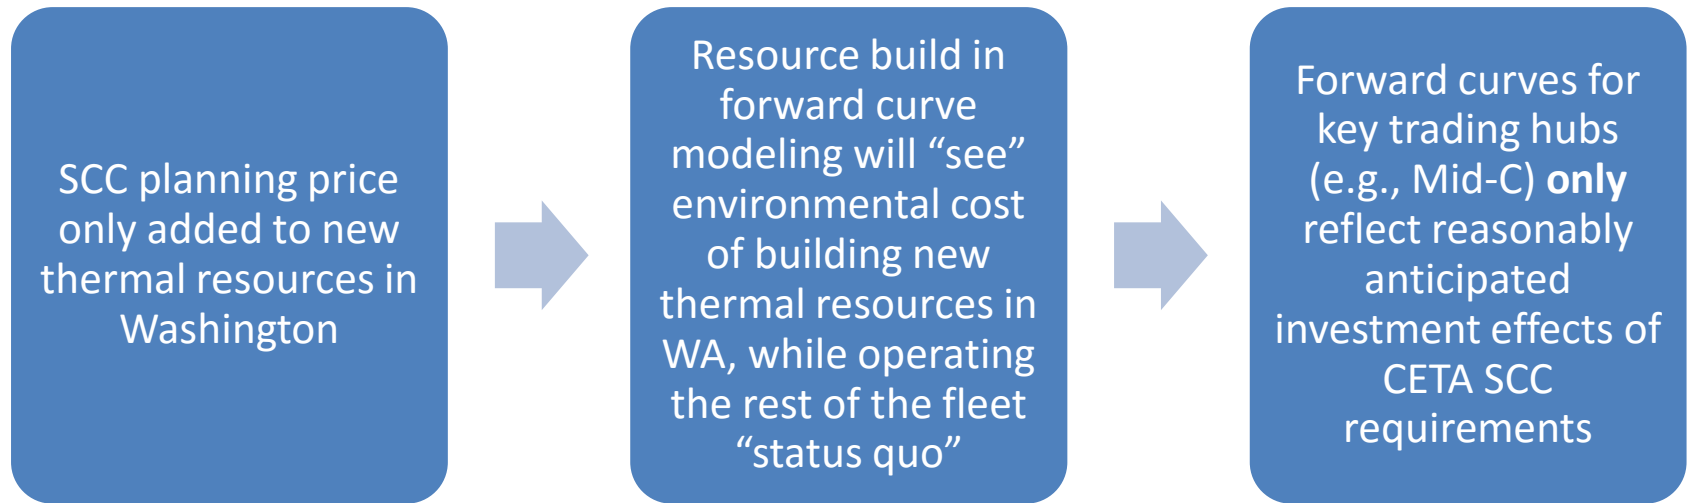 SCC planning price
only added to new
thermal resources in
Washington
Resource build in
forward curve
modeling will “see”
environmental cost
of building new
thermal resources in
WA, while operating
the rest of the fleet
“status quo”
Forward curves for
key trading hubs
(e.g., Mid-C) only
reflect reasonably
anticipated
investment effects of
CETA SCC
requirements